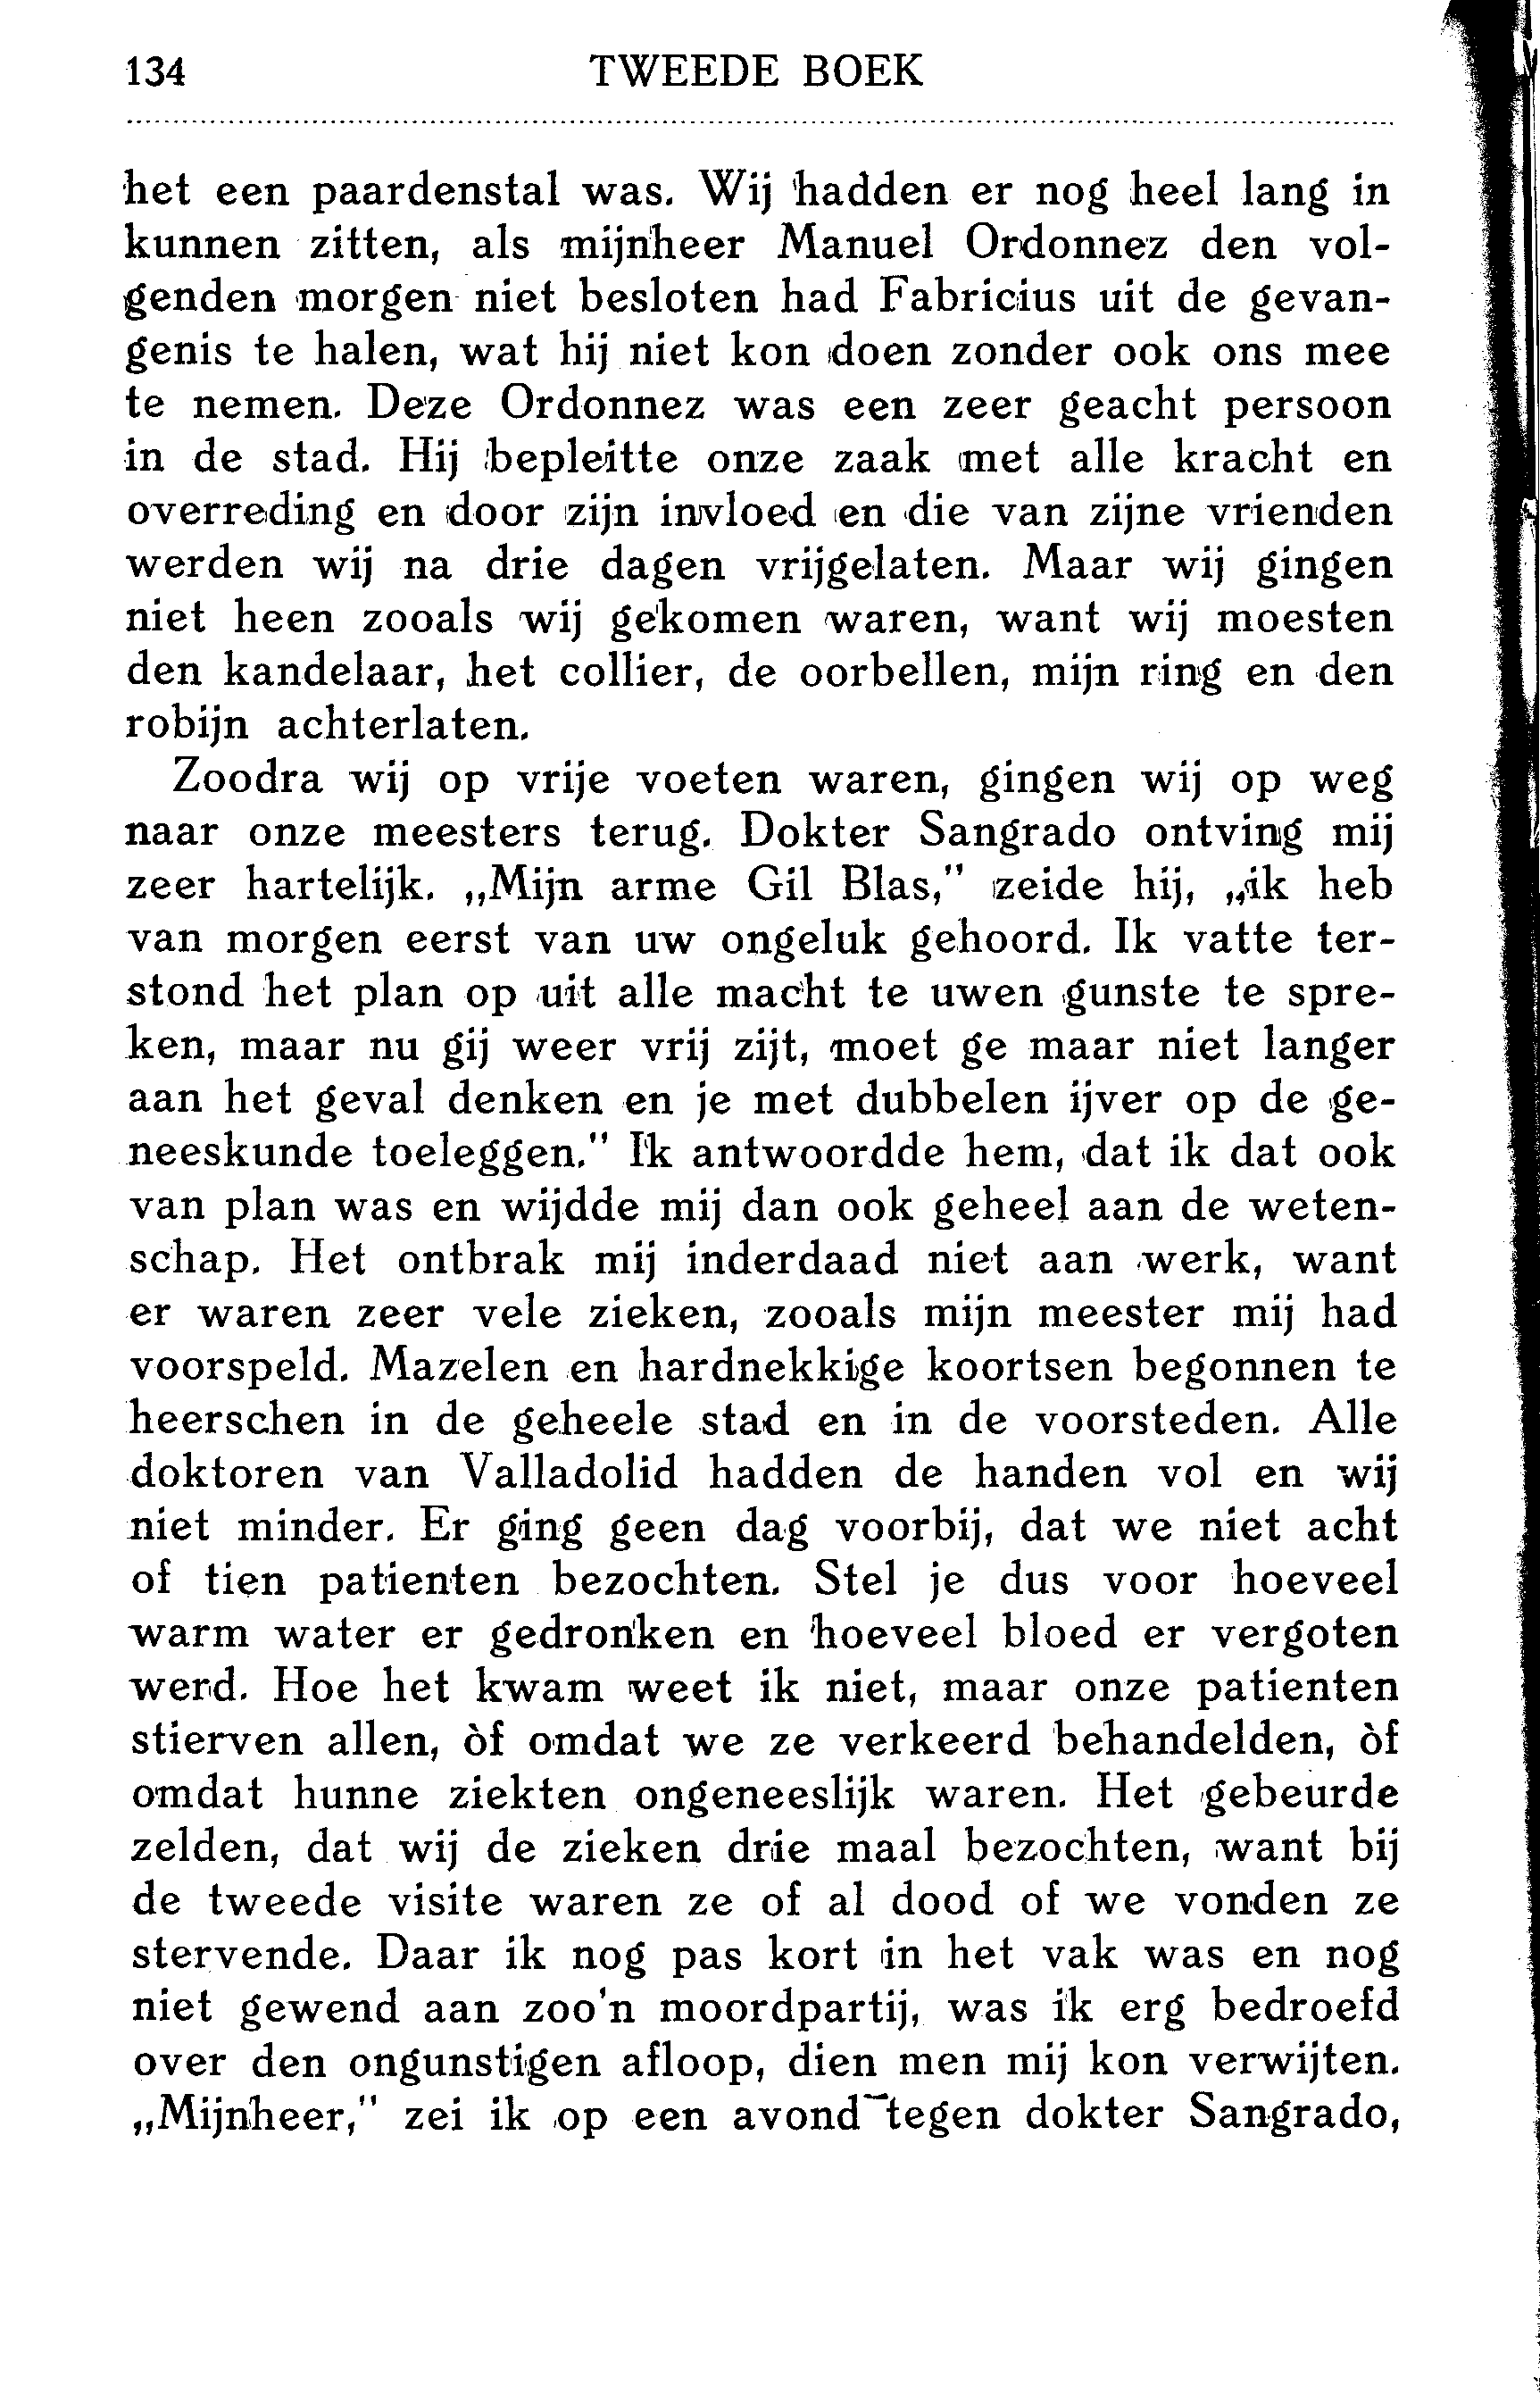 134 TWEEDE BOEK
het een paardenstal was. Wij hadden er nog heel lang in
kunnen zitten, als mijnheer Manuel Ordonnez den vol-
genden morgen niet besloten had Fabricius uit de gevan-
genis te halen, wat hij niet kon doen zonder ook ons mee
te nemen. Deze Ordonnez was een zeer geacht persoon
in de stad. Hij bepleitte onze zaak met alle kracht en
overreding en door zijn invloed en die van zijne vrienden
werden wij na drie dagen vrijgelaten. Maar wij gingen
niet heen zooals wij gekomen waren, want wij moesten
den kandelaar, het collier, de oorbellen, mijn ring en den
robijn achterlaten.
Zoodra wij op vrije voeten waren, gingen wij op weg
naar onze meesters terug. Dokter Sangrado ontving mij
zeer hartelijk. „Mijn arme Gil Blas," zeide hij, „ik heb
van morgen eerst van uw ongeluk gehoord. Ik vatte ter-
stond het plan op uit alle macht te uwen gunste te spre-
ken, maar nu gij weer vrij zijt, moet ge maar niet langer
aan het geval denken en je met dubbelen ijver op de ge-
neeskunde toeleggen." Ik antwoordde hem, dat ik dat ook
van plan was en wijdde mij dan ook geheel aan de weten-
schap. Het ontbrak mij inderdaad niet aan werk, want
er waren zeer vele zieken, zooals mijn meester mij had
voorspeld. Mazelen en hardnekkige koortsen begonnen te
heerschen in de geheele stad en in de voorsteden. Alle
doktoren van Valladolid hadden de handen vol en wij
niet minder. Er ging geen dag voorbij, dat we niet acht
of tien patienten bezochten. Stel je dus voor hoeveel
warm water er gedronken en hoeveel bloed er vergoten
werd. Hoe het kwam weet ik niet, maar onze patienten
stierven allen, òf omdat we ze verkeerd behandelden, òf
omdat hunne ziekten ongeneeslijk waren. Het gebeurde
zelden, dat wij de zieken drie maal bezochten, want bij
de tweede visite waren ze of al dood of we vonden ze
stervende. Daar ik nog pas kort in het vak was en nog
niet gewend aan zoo'n moordpartij, was ik erg bedroefd
over den ongunstigen afloop, dien men mij kon verwijten.
„Mijnheer," zei ik op een avond tegen dokter Sangrado,